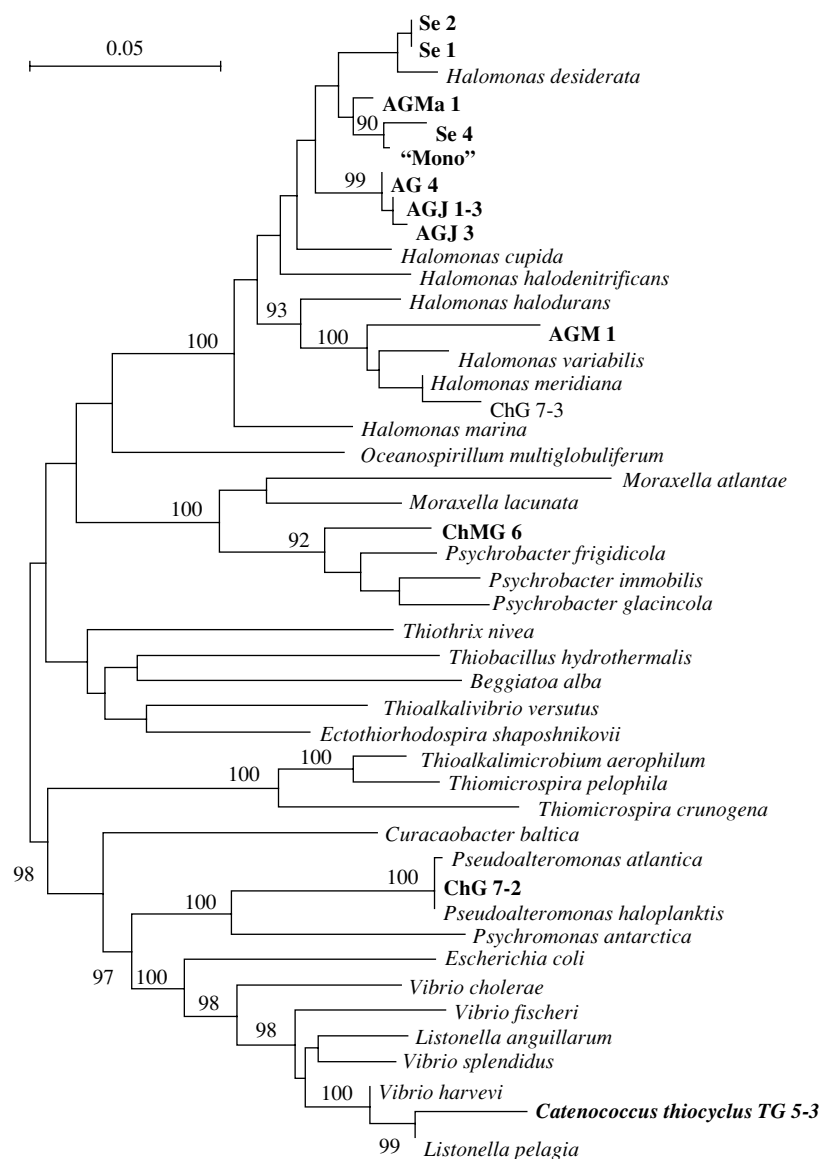 Se 2
0.05
Se 1
Halomonas desiderata
AGMa 1
90
Se 4
“Mono”
99
AG 4
AGJ 1-3
AGJ 3
Halomonas cupida
Halomonas halodenitrificans
Halomonas halodurans
93
100
AGM 1
100
Halomonas variabilis
Halomonas meridiana
ChG 7-3
Halomonas marina
Oceanospirillum multiglobuliferum
Moraxella atlantae
100
Moraxella lacunata
ChMG 6
92
Psychrobacter frigidicola
Psychrobacter immobilis
Psychrobacter glacincola
Thiothrix nivea
Thiobacillus hydrothermalis
Beggiatoa alba
Thioalkalivibrio versutus
Ectothiorhodospira shaposhnikovii
100
Thioalkalimicrobium aerophilum
100
Thiomicrospira pelophila
Thiomicrospira crunogena
Curacaobacter baltica
98
Pseudoalteromonas atlantica
100
ChG 7-2
100
Pseudoalteromonas haloplanktis
Psychromonas antarctica
Escherichia coli
97
100
Vibrio cholerae
98
Vibrio fischeri
98
Listonella anguillarum
Vibrio splendidus
100
Vibrio harvevi
Catenococcus thiocyclus TG 5-3
99
Listonella pelagia